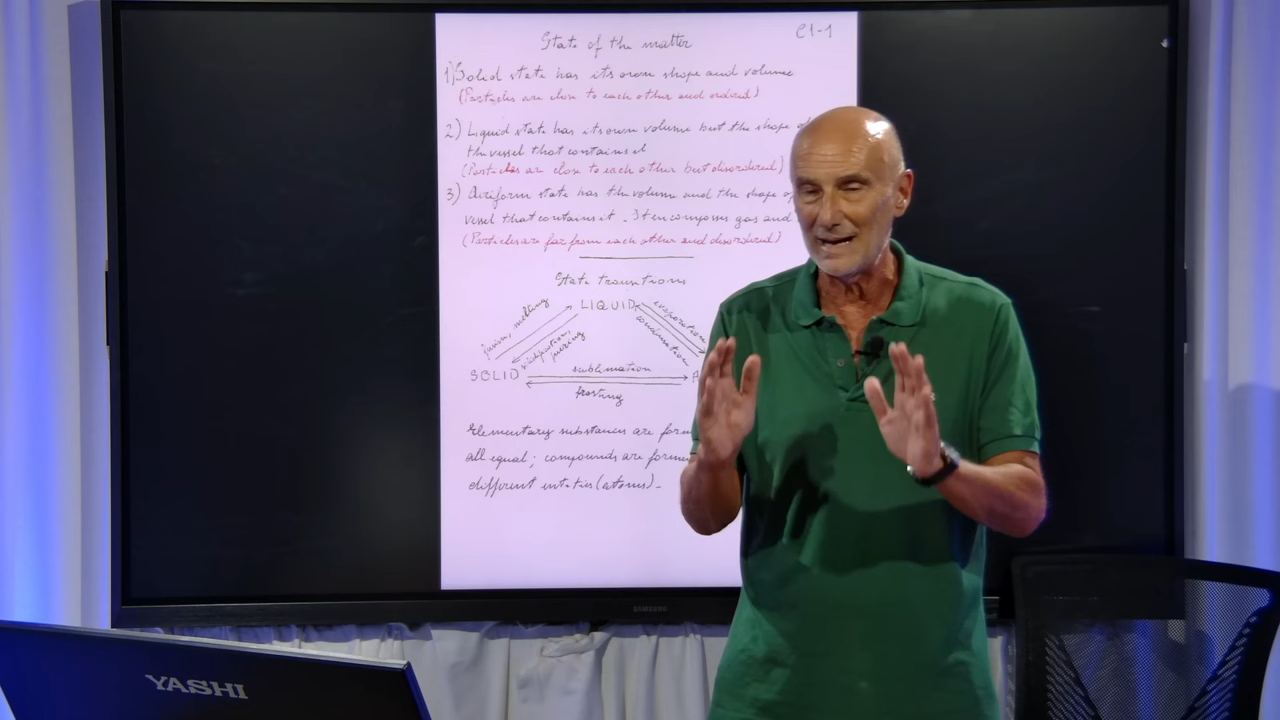 C1-1
State of the matter
1) Solid state has its own shape and volume
(Particles are close to each other and ordered)
2) Liquid state has its own volume but the shape of
the vessel that contains it
(Particles are close to each other but disordered)
3) Aeriform state has the volume and the shape of
vessel that contains it. It encompasses gas and
(Particles are far from each other and disordered)
State transitions
fusion, melting
LIQUID
evaporation
freezing
condensation
SOLID
sublimation
frosting
Elementary substances are
all equal; compounds are
different entities (atoms).
SAMSUNG
YASHI